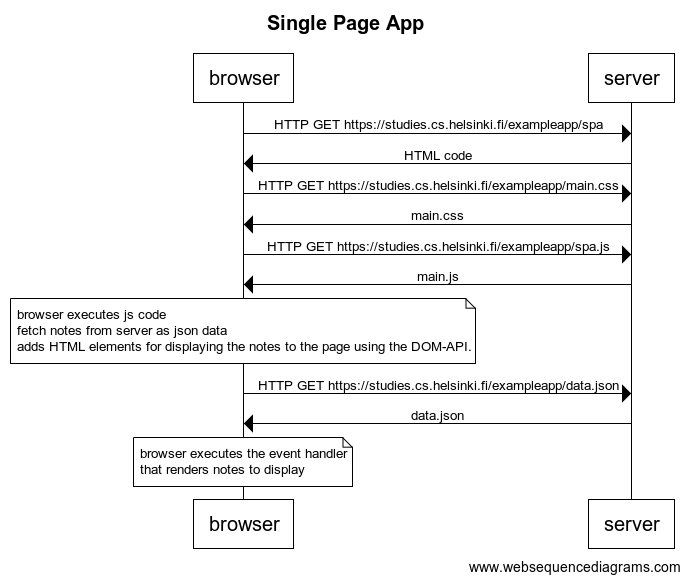 Single Page App
browser
server
HTTP GET https://studies.cs.helsinki.fi/exampleapp/spa
HTML code
HTTP GET https://studies.cs.helsinki.fi/exampleapp/main.css
main.css
HTTP GET https://studies.cs.helsinki.fi/exampleapp/spa.js
main.js
browser executes js code
fetch notes from server as json data
adds HTML elements for displaying the notes to the page using the DOM-API.
HTTP GET https://studies.cs.helsinki.fi/exampleapp/data.json
data.json
browser executes the event handler
that renders notes to display
browser
server
www.websequencediagrams.com